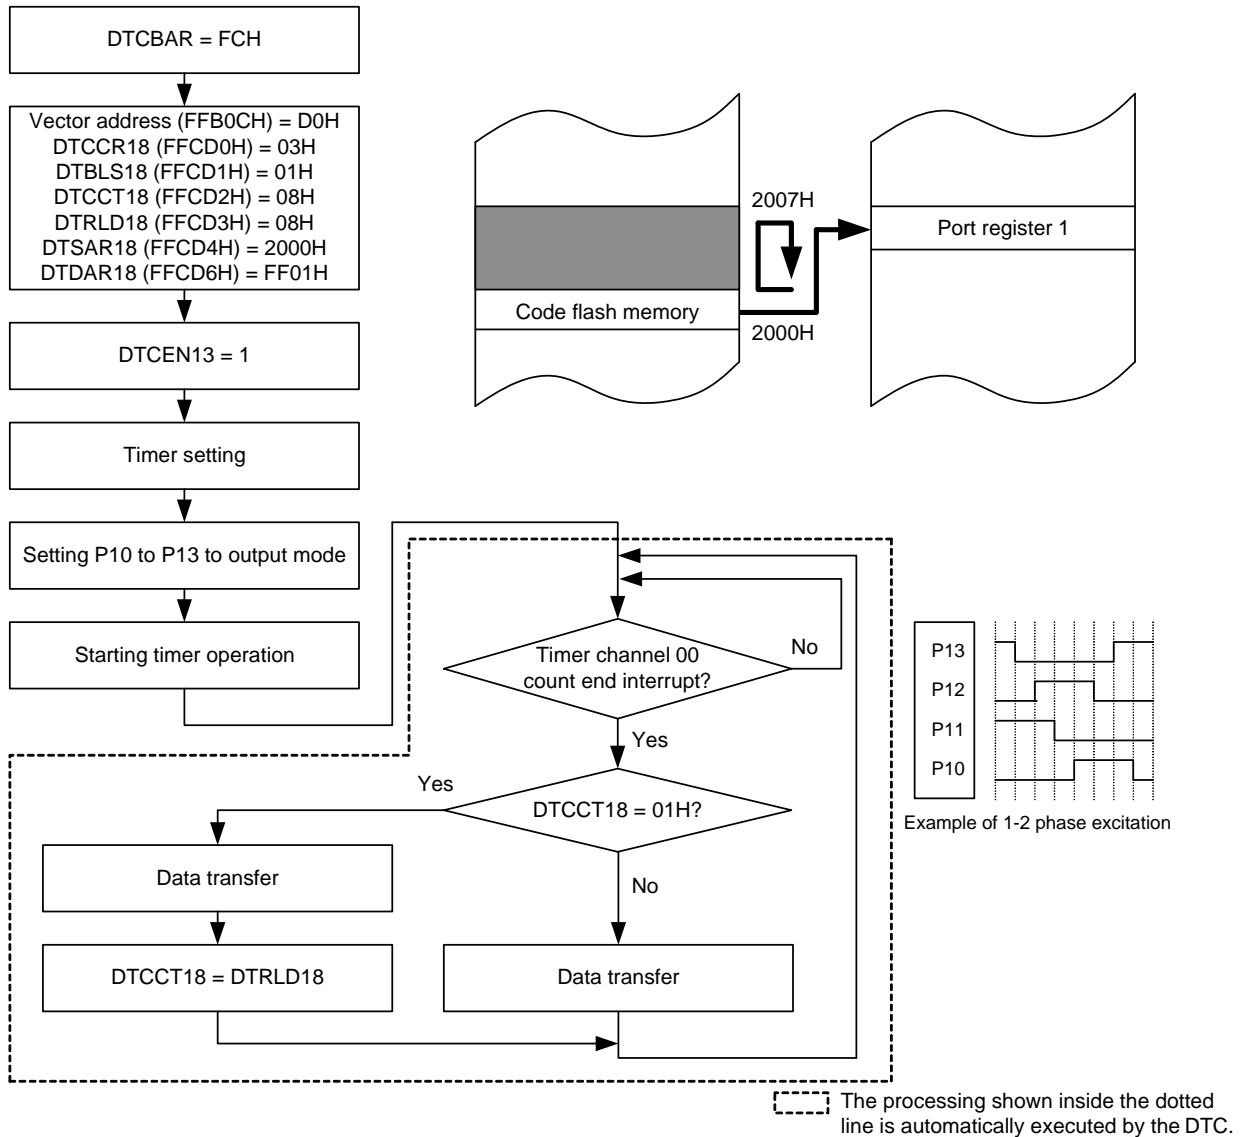 DTCBAR = FCH
Vector address (FFB0CH) = D0H
DTCCR18 (FFCD0H) = 03H
DTBLS18 (FFCD1H) = 01H
DTCCT18 (FFCD2H) = 08H
DTRLD18 (FFCD3H) = 08H
DTSAR18 (FFCD4H) = 2000H
DTDAR18 (FFCD6H) = FF01H
DTCEN13 = 1
Timer setting
Setting P10 to P13 to output mode
Starting timer operation
2007H
Port register 1
Code flash memory
2000H
Timer channel 00
count end interrupt?
No
Yes
DTCCT18 = 01H?
Yes
No
Data transfer
DTCCT18 = DTRLD18
Data transfer
P13
P12
P11
P10
Example of 1-2 phase excitation
The processing shown inside the dotted
line is automatically executed by the DTC.